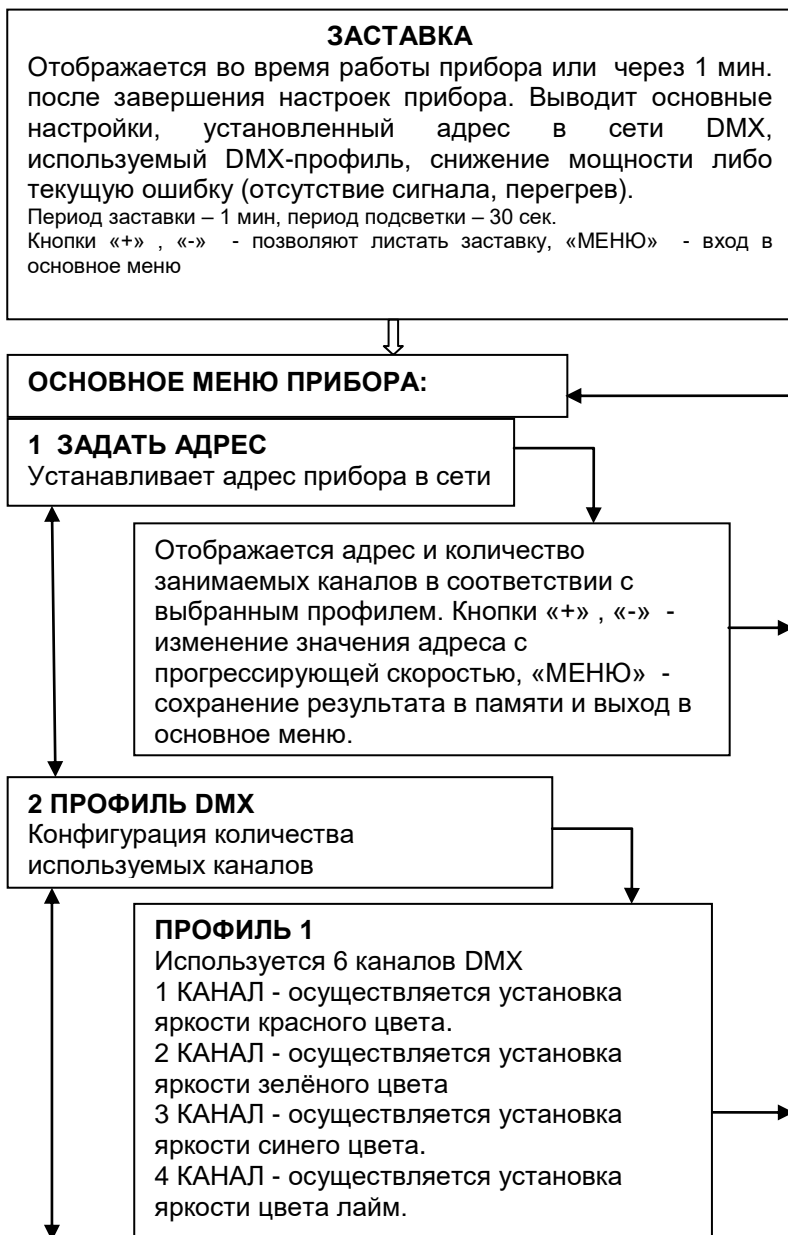 ЗАСТАВКА
Отображается во время работы прибора или через 1 мин.
после завершения настроек прибора. Выводит основные
настройки, установленный адрес в сети DMX,
используемый DMX-профиль, снижение мощности либо
текущую ошибку (отсутствие сигнала, перегрев).
Период заставки – 1 мин, период подсветки – 30 сек.
Кнопки «+» , «-» - позволяют листать заставку, «МЕНЮ» - вход в
основное меню
ОСНОВНОЕ МЕНЮ ПРИБОРА:
1 ЗАДАТЬ АДРЕС
Устанавливает адрес прибора в сети
Отображается адрес и количество
занимаемых каналов в соответствии с
выбранным профилем. Кнопки «+» , «-» -
изменение значения адреса с
прогрессирующей скоростью, «МЕНЮ» -
сохранение результата в памяти и выход в
основное меню.
2 ПРОФИЛЬ DMX
Конфигурация количества
используемых каналов
ПРОФИЛЬ 1
Используется 6 каналов DMX
1 КАНАЛ - осуществляется установка
яркости красного цвета.
2 КАНАЛ - осуществляется установка
яркости зелёного цвета
3 КАНАЛ - осуществляется установка
яркости синего цвета.
4 КАНАЛ - осуществляется установка
яркости цвета лайм.